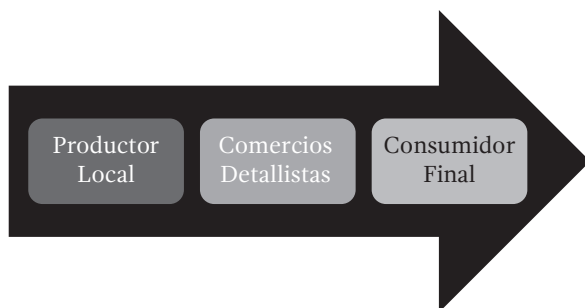 Productor
Local
Comercios
Detallistas
Consumidor
Final